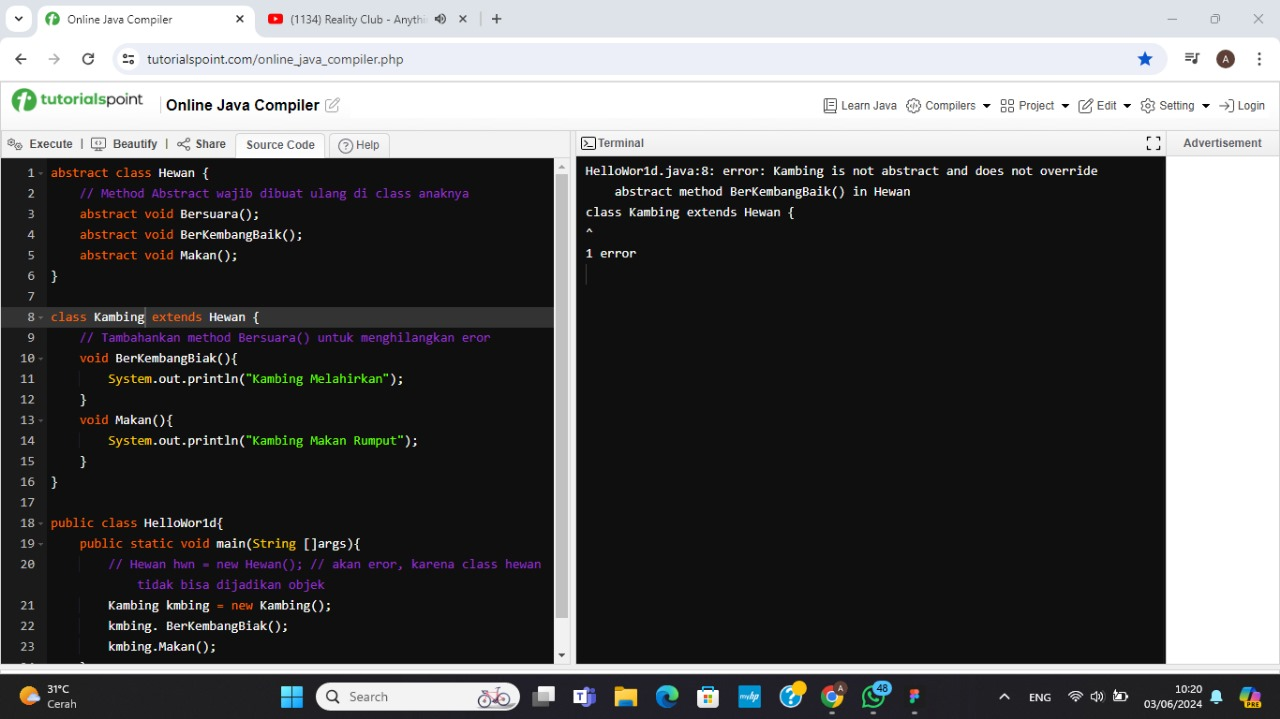 Online Java Compiler
(1134) Reality Club - Anythi
tutorialspoint.com/online_java_compiler.php
A
tutorialspoint
Online Java Compiler
Learn Java
Compilers
Project
Edit
Setting
Login
Execute | Beautify | Share
Source Code
Help
Terminal
Advertisement
1 abstract class Hewan {
2 // Method Abstract wajib dibuat ulang di class anaknya
3 abstract void Bersuara();
4 abstract void BerKembangBaik();
5 abstract void Makan();
6 }
7
8 class Kambing extends Hewan {
9 // Tambahankan method Bersuara() untuk menghilangkan eror
10 void BerKembangBiak(){
11 System.out.println("Kambing Melahirkan");
12 }
13 void Makan(){
14 System.out.println("Kambing Makan Rumput");
15 }
16 }
17
18 public class HelloWor1d{
19 public static void main(String []args){
20 // Hewan hwn = new Hewan(); // akan eror, karena class hewan
tidak bisa dijadikan objek
21 Kambing kmbing = new Kambing();
22 kmbing. BerKembangBiak();
23 kmbing.Makan();
HelloWor1d.java:8: error: Kambing is not abstract and does not override
abstract method BerKembangBaik() in Hewan
class Kambing extends Hewan {
^
1 error
31°C
Cerah
Search
T
myhp
A
48
PRE
ENG
10:20
03/06/2024